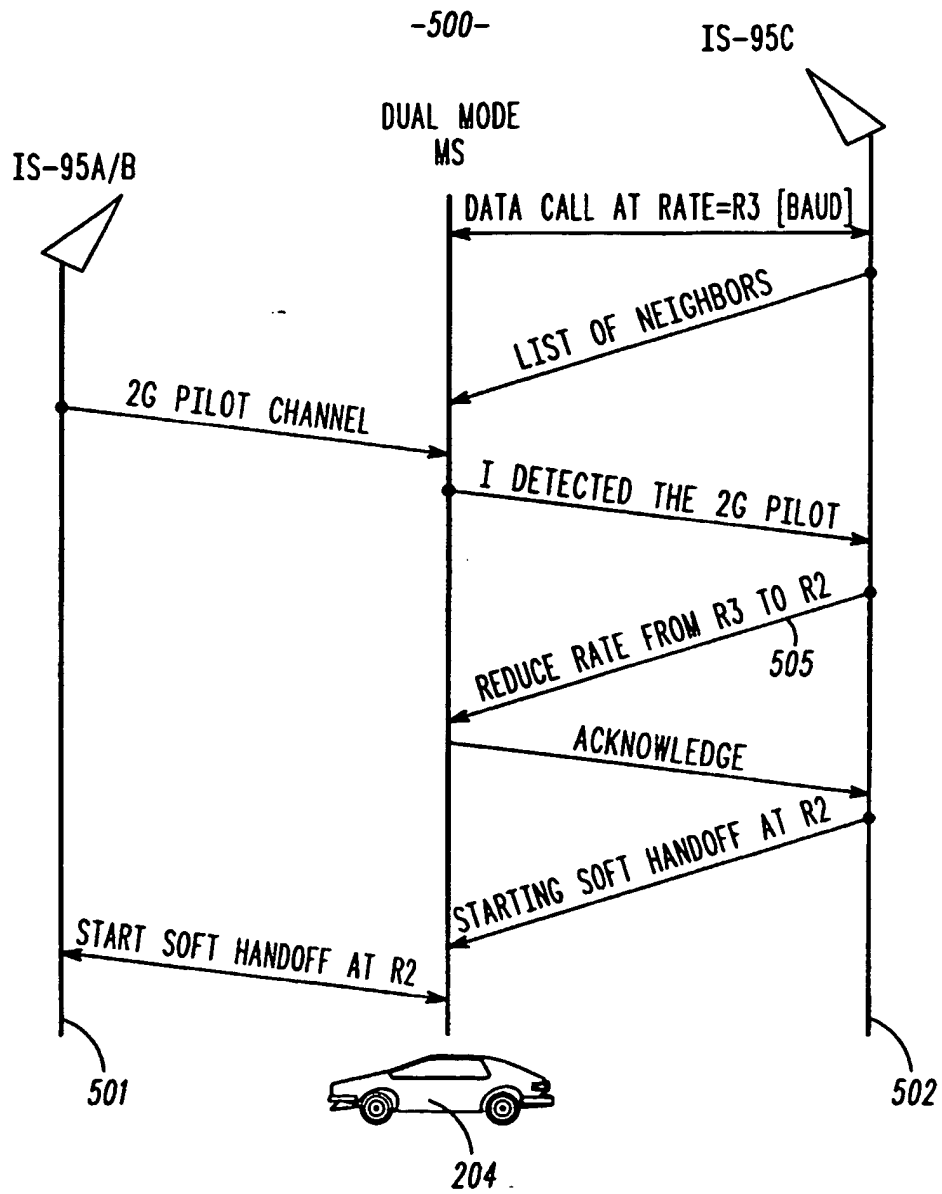 -500-
IS-95C
DUAL MODE
MS
IS-95A/B
DATA CALL AT RATE=R3 [BAUD]
LIST OF NEIGHBORS
2G PILOT CHANNEL
I DETECTED THE 2G PILOT
REDUCE RATE FROM R3 TO R2
505
ACKNOWLEDGE
STARTING SOFT HANDOFF AT R2
START SOFT HANDOFF AT R2
501
502
204